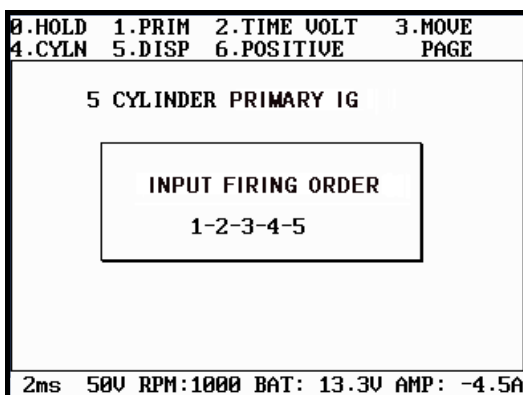 0.HOLD 1.PRIM 2.TIME VOLT 3.MOVE
4.CYLN 5.DISP 6.POSITIVE PAGE
5 CYLINDER PRIMARY IG
INPUT FIRING ORDER
1-2-3-4-5
2ms 50V RPM:1000 BAT: 13.3V AMP: -4.5A